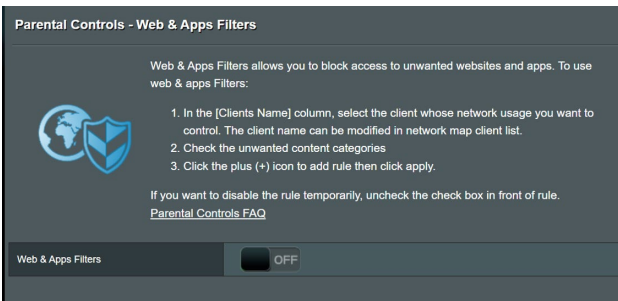 Parental Controls - Web & Apps Filters
Web & Apps Filters allows you to block access to unwanted websites and apps. To use
web & apps Filters:
1. In the [Clients Name] column, select the client whose network usage you want to
control. The client name can be modified in network map client list.
2. Check the unwanted content categories
3. Click the plus (+) icon to add rule then click apply.
If you want to disable the rule temporarily, uncheck the check box in front of rule.
Parental Controls FAQ
Web & Apps Filters
OFF